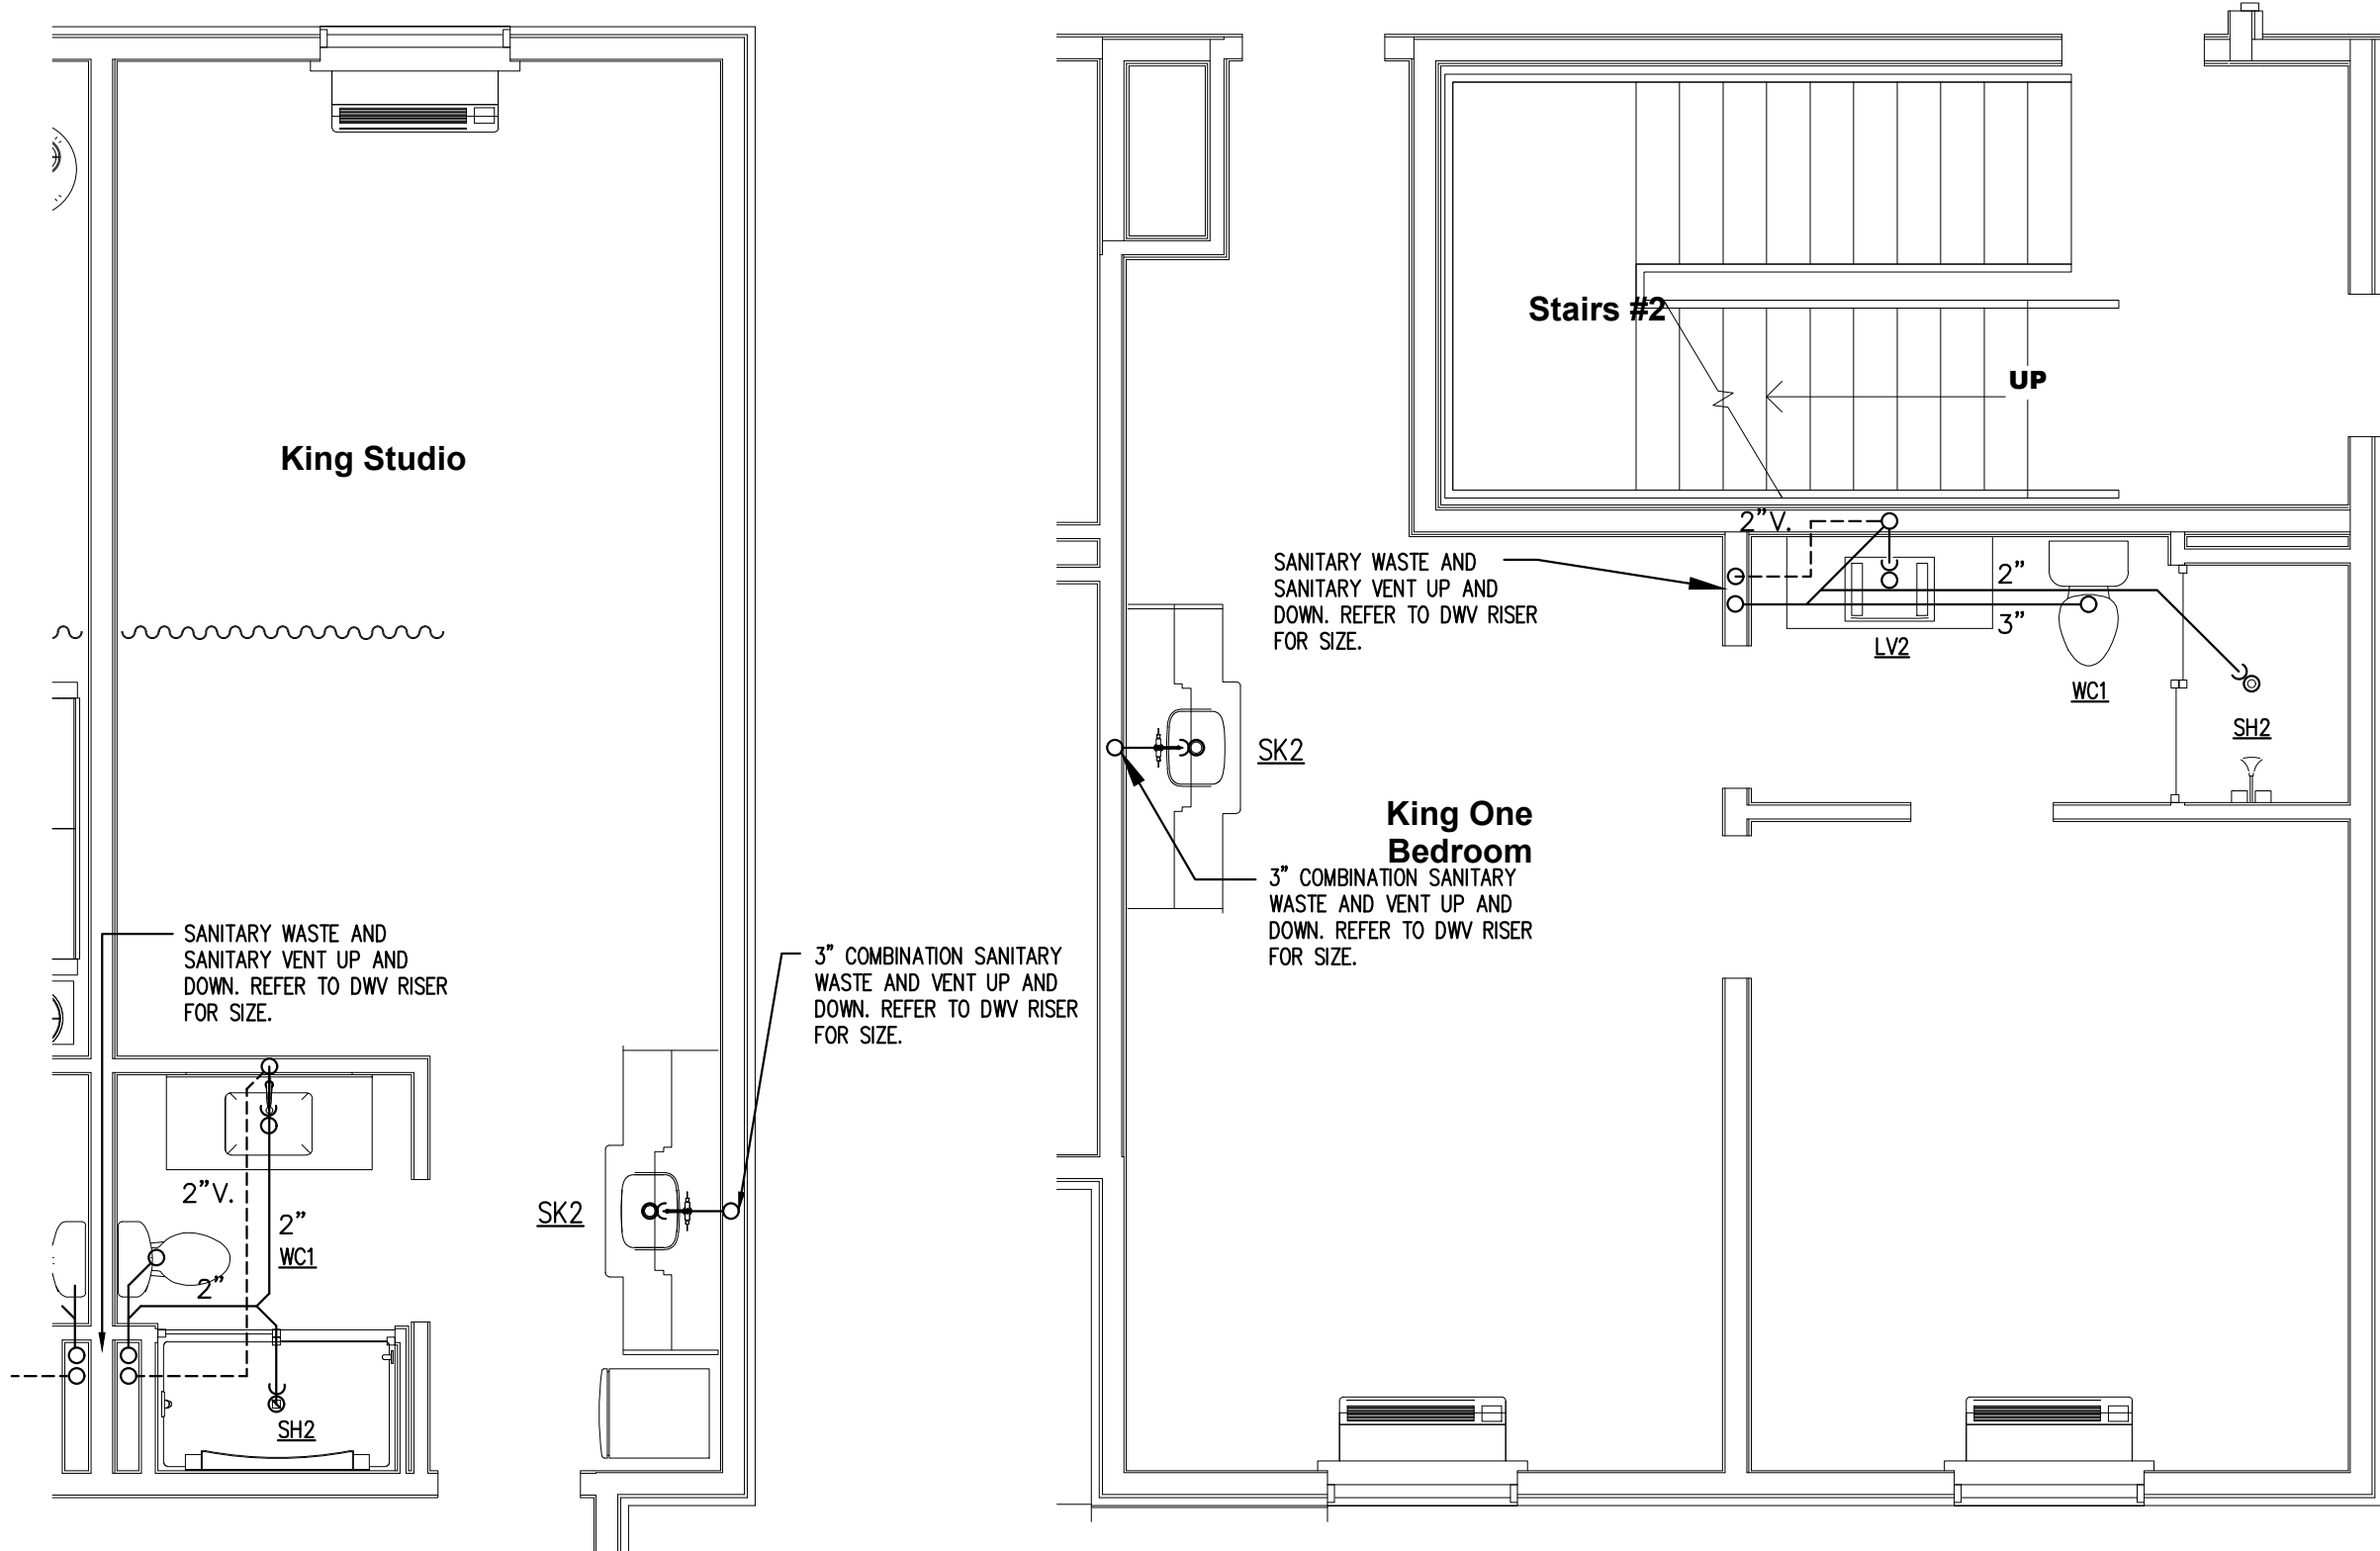 King Studio
SANITARY WASTE AND
SANITARY VENT UP AND
DOWN. REFER TO DWV RISER
FOR SIZE.
3" COMBINATION SANITARY
WASTE AND VENT UP AND
DOWN. REFER TO DWV RISER
FOR SIZE.
2"V.
2"
WC1
2"
SH2
SK2
Stairs #2
UP
2"V.
SANITARY WASTE AND
SANITARY VENT UP AND
DOWN. REFER TO DWV RISER
FOR SIZE.
2"
3"
LV2
WC1
SH2
SK2
King One
Bedroom
3" COMBINATION SANITARY
WASTE AND VENT UP AND
DOWN. REFER TO DWV RISER
FOR SIZE.